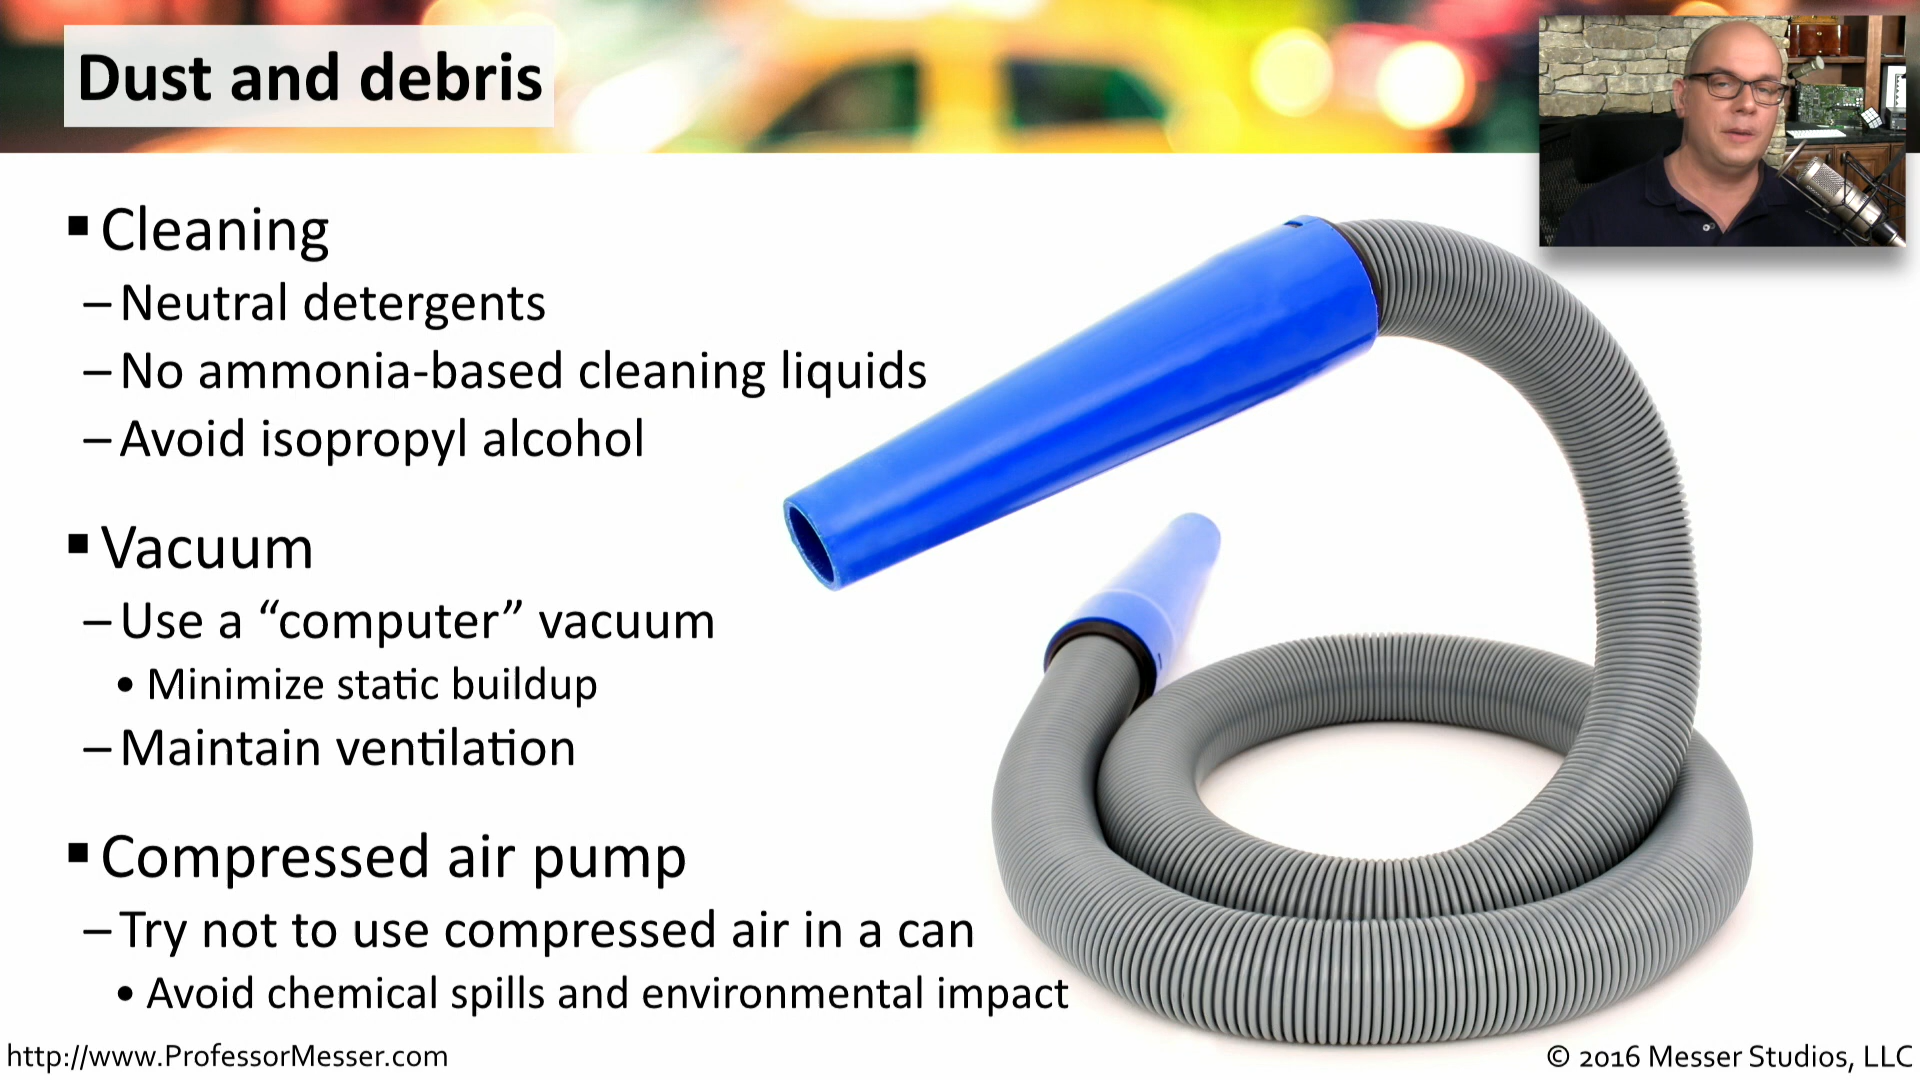 Dust and debris
▪ Cleaning
– Neutral detergents
– No ammonia-based cleaning liquids
– Avoid isopropyl alcohol
▪ Vacuum
– Use a “computer” vacuum
• Minimize static buildup
– Maintain ventilation
▪ Compressed air pump
– Try not to use compressed air in a can
• Avoid chemical spills and environmental impact
http://www.ProfessorMesser.com
© 2016 Messer Studios, LLC